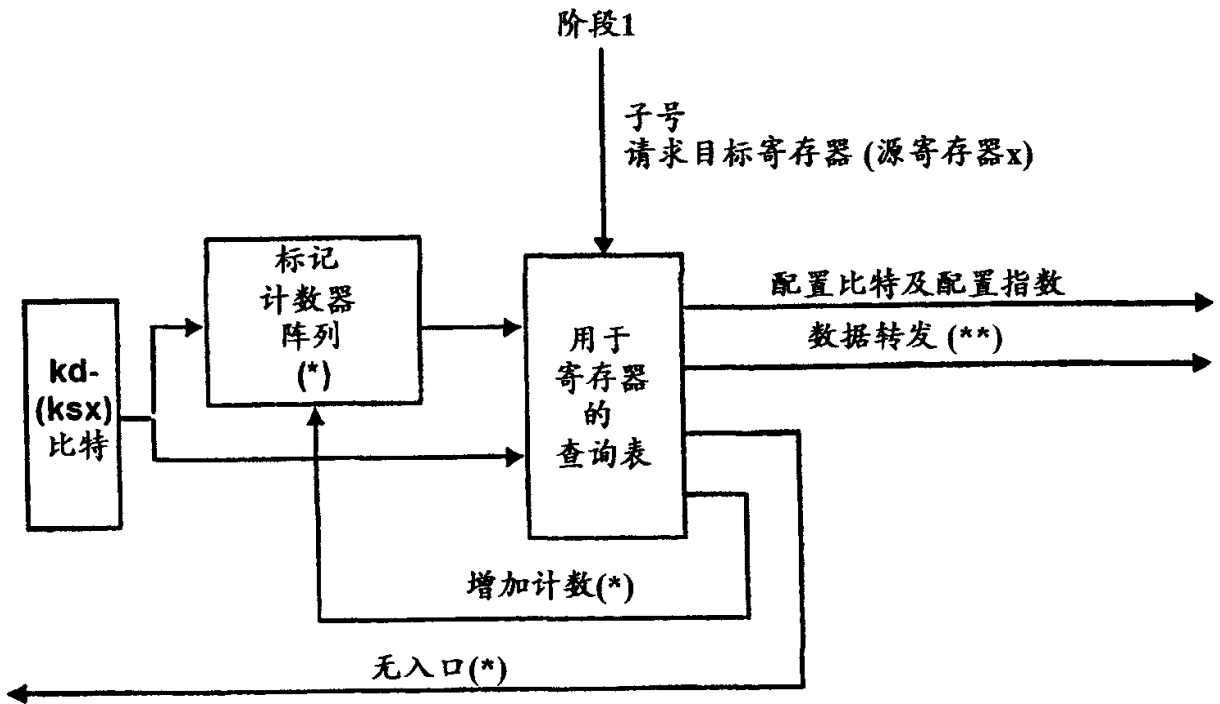 阶段1
子号
请求目标寄存器 (源寄存器x)
标记
计数器
阵列
(*)
kd-
(ksx)
比特
用于
寄存器
的
查询表
配置比特及配置指数
数据转发 (**)
增加计数(*)
无入口(*)